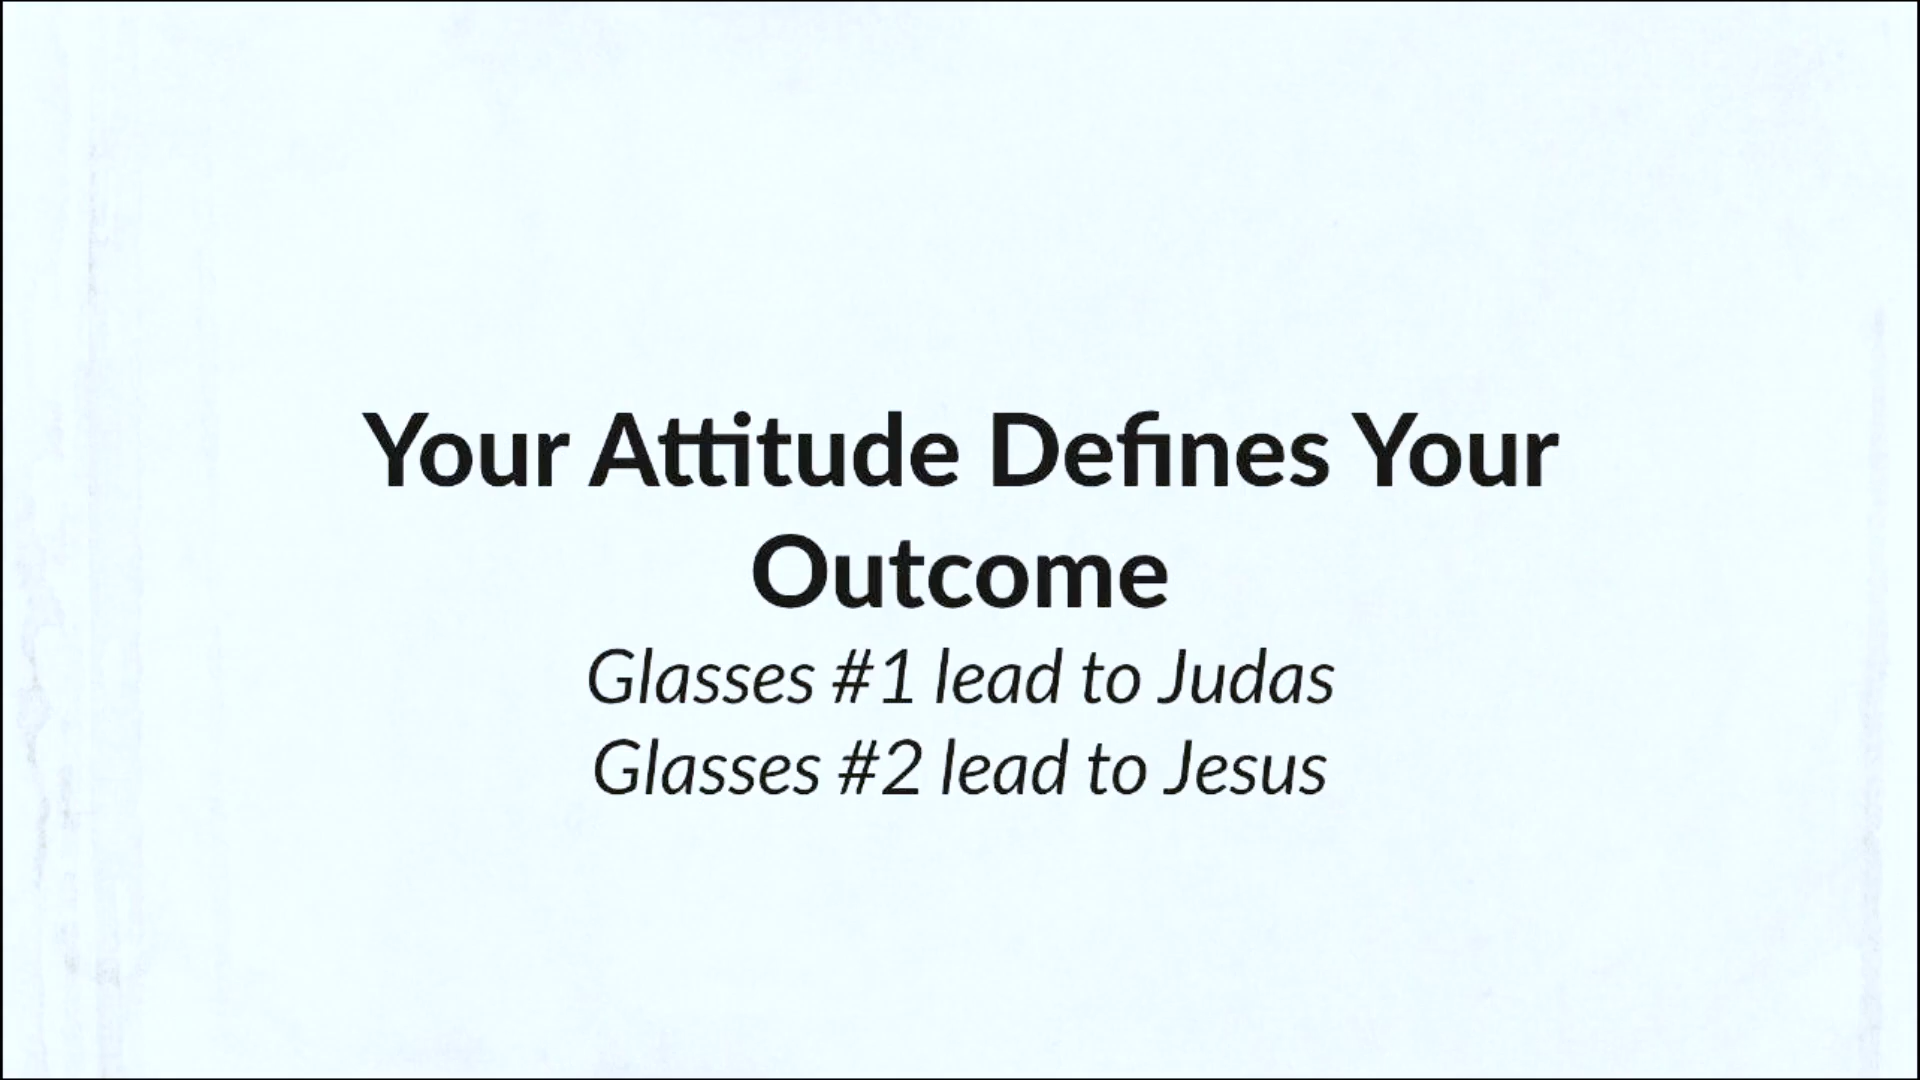 Your Attitude Defines Your
Outcome
Glasses #1 lead to Judas
Glasses #2 lead to Jesus